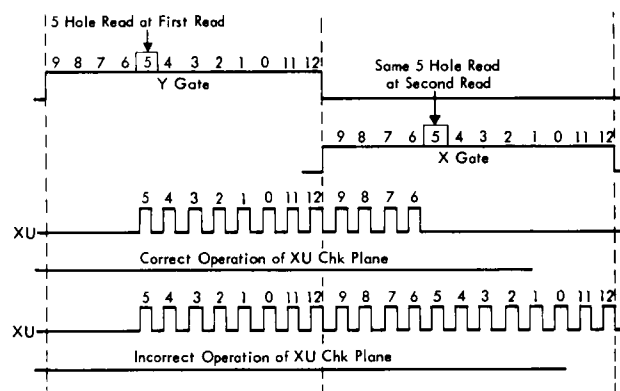 5 Hole Read at First Read
9 8 7 6 5 4 3 2 1 0 11 12
Y Gate
Same 5 Hole Read
at Second Read
9 8 7 6 5 4 3 2 1 0 11 12
X Gate
5 4 3 2 1 0 11 12 9 8 7 6
XU
Correct Operation of XU Chk Plane
5 4 3 2 1 0 11 12 9 8 7 6 5 4 3 2 1 0 11 12
XU
Incorrect Operation of XU Chk Plane